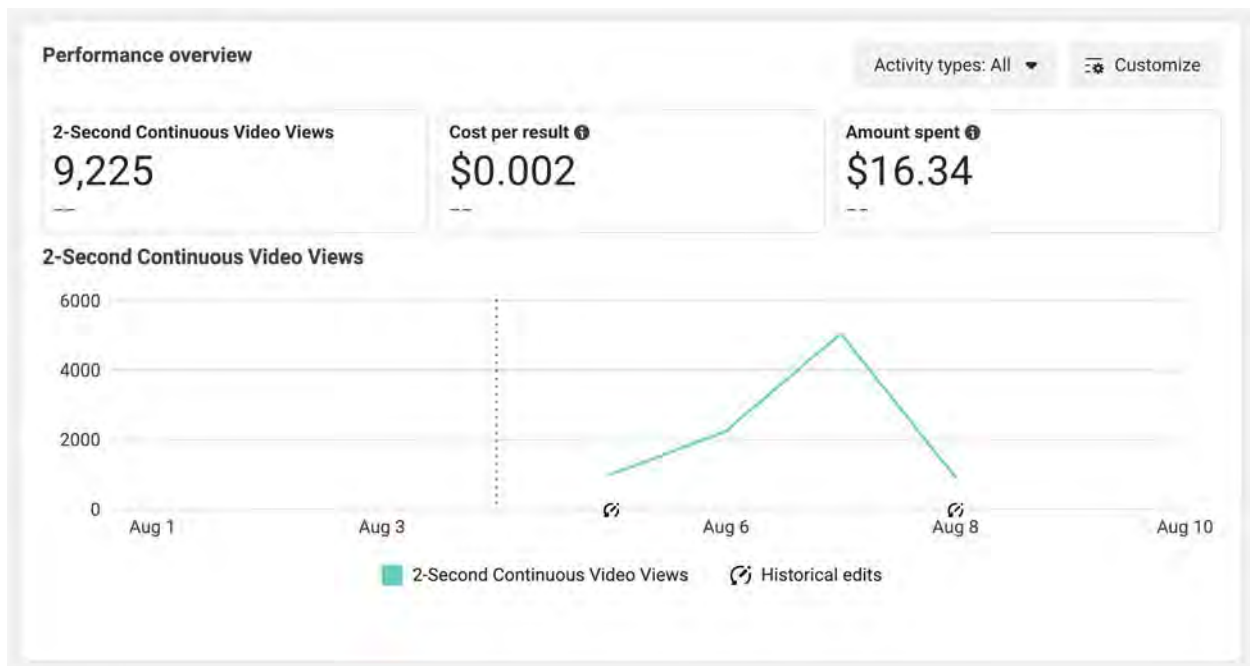 Performance overview
Activity types: All
Customize
2-Second Continuous Video Views
9,225
--
Cost per result
$0.002
--
Amount spent
$16.34
--
2-Second Continuous Video Views
6000
4000
2000
0
Aug 1 Aug 3 Aug 6 Aug 8 Aug 10
2-Second Continuous Video Views Historical edits